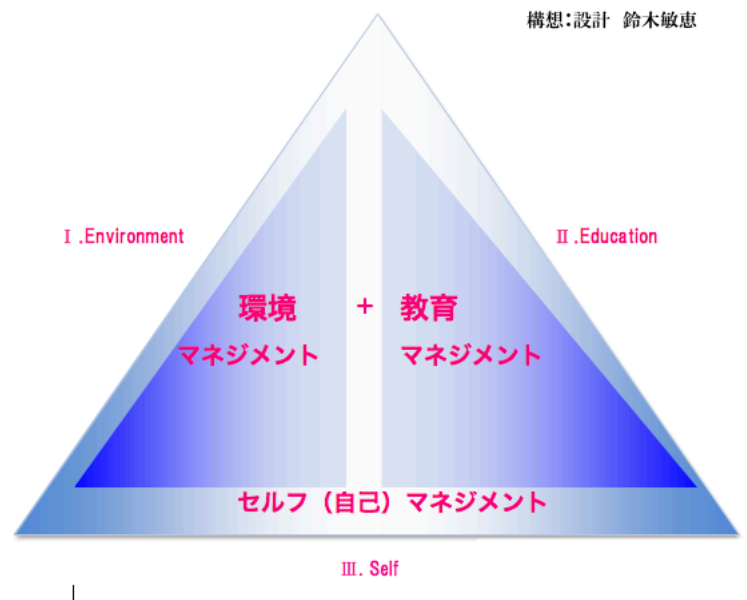 構想:設計 鈴木敏恵
Ⅰ.Environment
Ⅱ.Education
環境 + 教育
マネジメント マネジメント
セルフ(自己)マネジメント
Ⅲ. Self